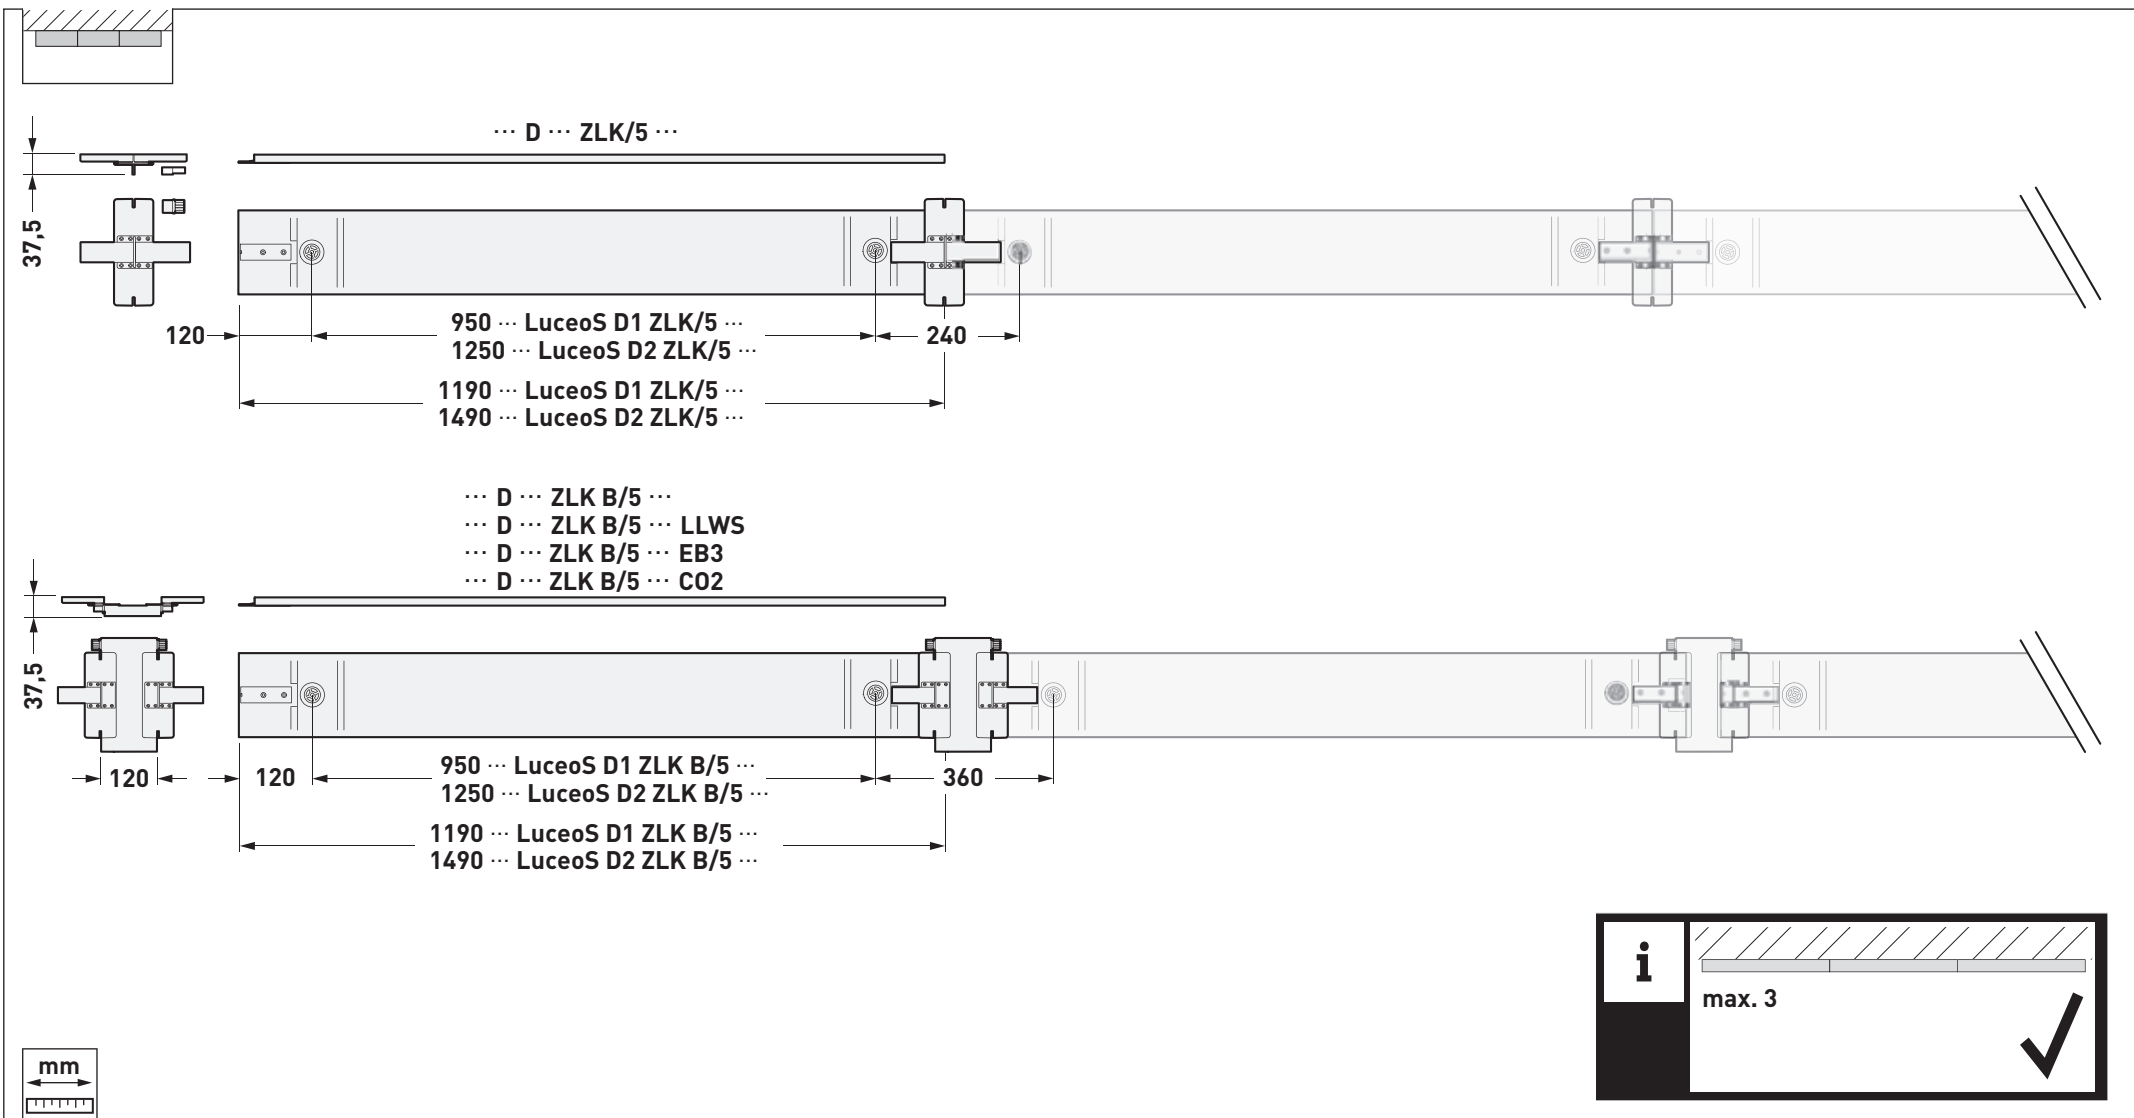 ··· D ··· ZLK/5 ···
37,5
120
950 ··· LuceoS D1 ZLK/5 ···
1250 ··· LuceoS D2 ZLK/5 ···
240
1190 ··· LuceoS D1 ZLK/5 ···
1490 ··· LuceoS D2 ZLK/5 ···
··· D ··· ZLK B/5 ···
··· D ··· ZLK B/5 ··· LLWS
··· D ··· ZLK B/5 ··· EB3
··· D ··· ZLK B/5 ··· CO2
37,5
120
120
950 ··· LuceoS D1 ZLK B/5 ···
1250 ··· LuceoS D2 ZLK B/5 ···
360
1190 ··· LuceoS D1 ZLK B/5 ···
1490 ··· LuceoS D2 ZLK B/5 ···
i
max. 3
mm